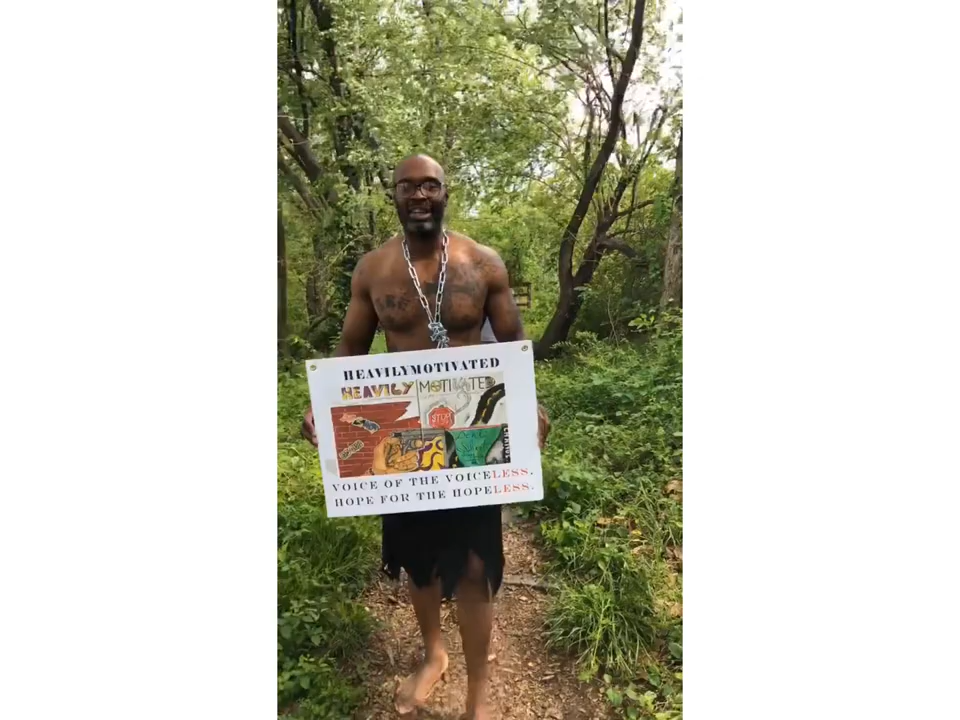 HEAVILYMOTIVATED
HEAVILY MOTIVATED
STOP
VOICE OF THE VOICELESS.
HOPE FOR THE HOPELESS.